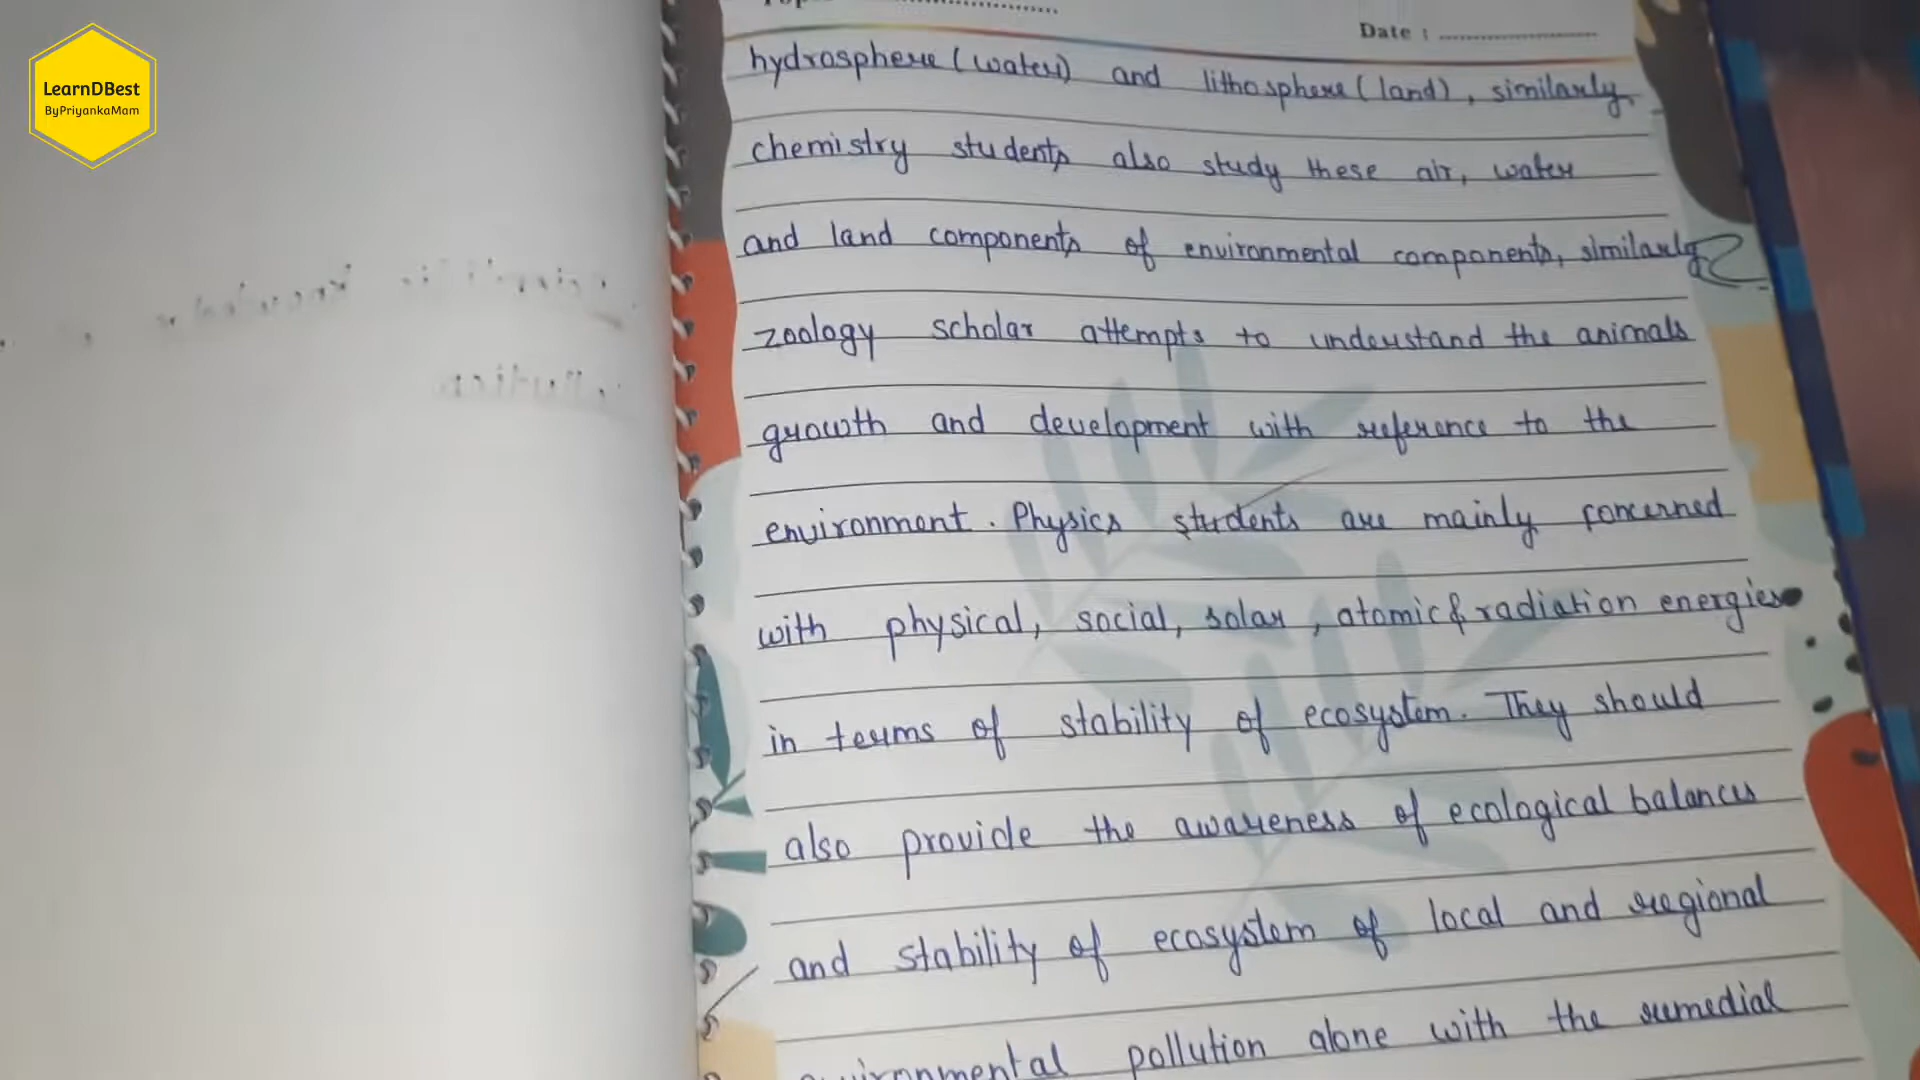 LearnDBest
ByPriyankaMam
Date :
hydrosphere (water) and lithosphere (land), similarly,
chemistry students also study these air, water
and land components of environmental components, similarly
zoology scholar attempts to understand the animals
growth and development with reference to the
environment. Physics students are mainly concerned
with physical, social, solar, atomic & radiation energies
in terms of stability of ecosystem. They should
also provide the awareness of ecological balances
and stability of ecosystem of local and regional
environmental pollution alone with the remedial